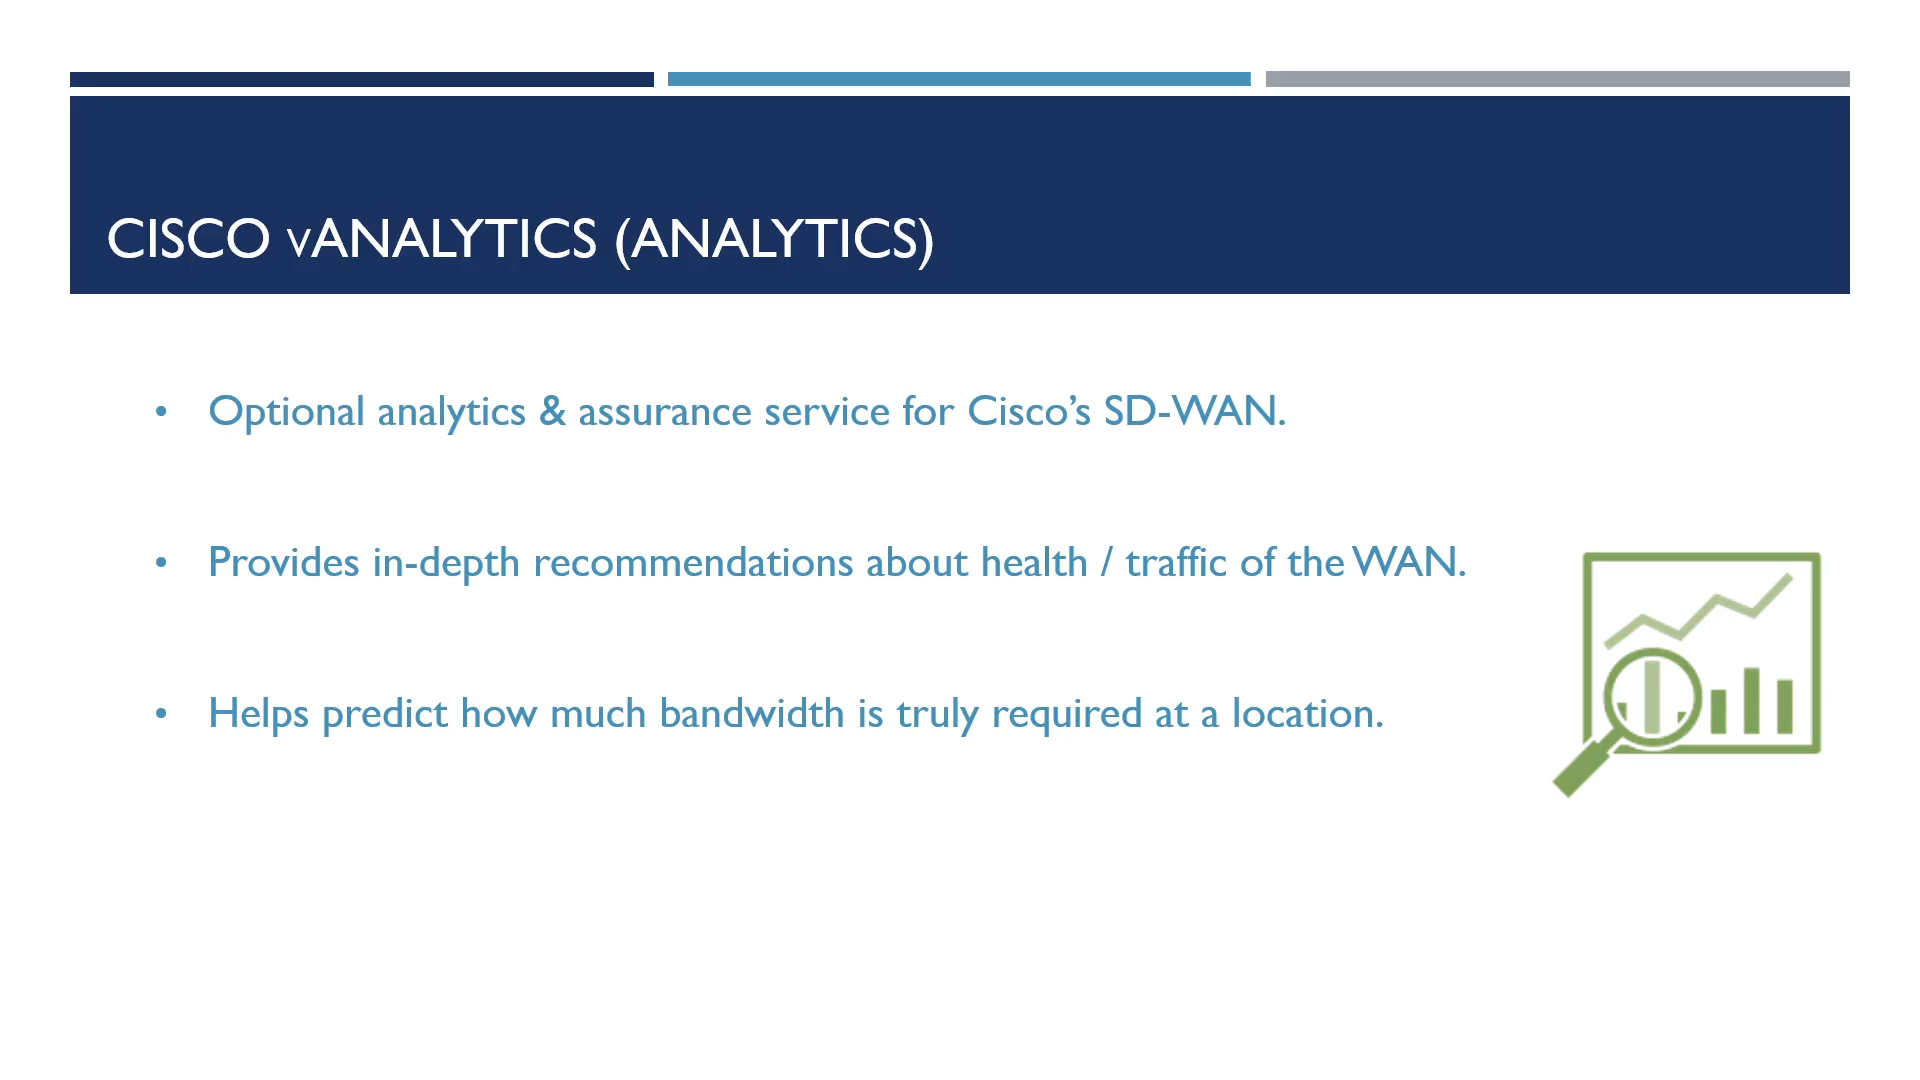 CISCO vANALYTICS (ANALYTICS)
• Optional analytics & assurance service for Cisco’s SD-WAN.
• Provides in-depth recommendations about health / traffic of the WAN.
• Helps predict how much bandwidth is truly required at a location.